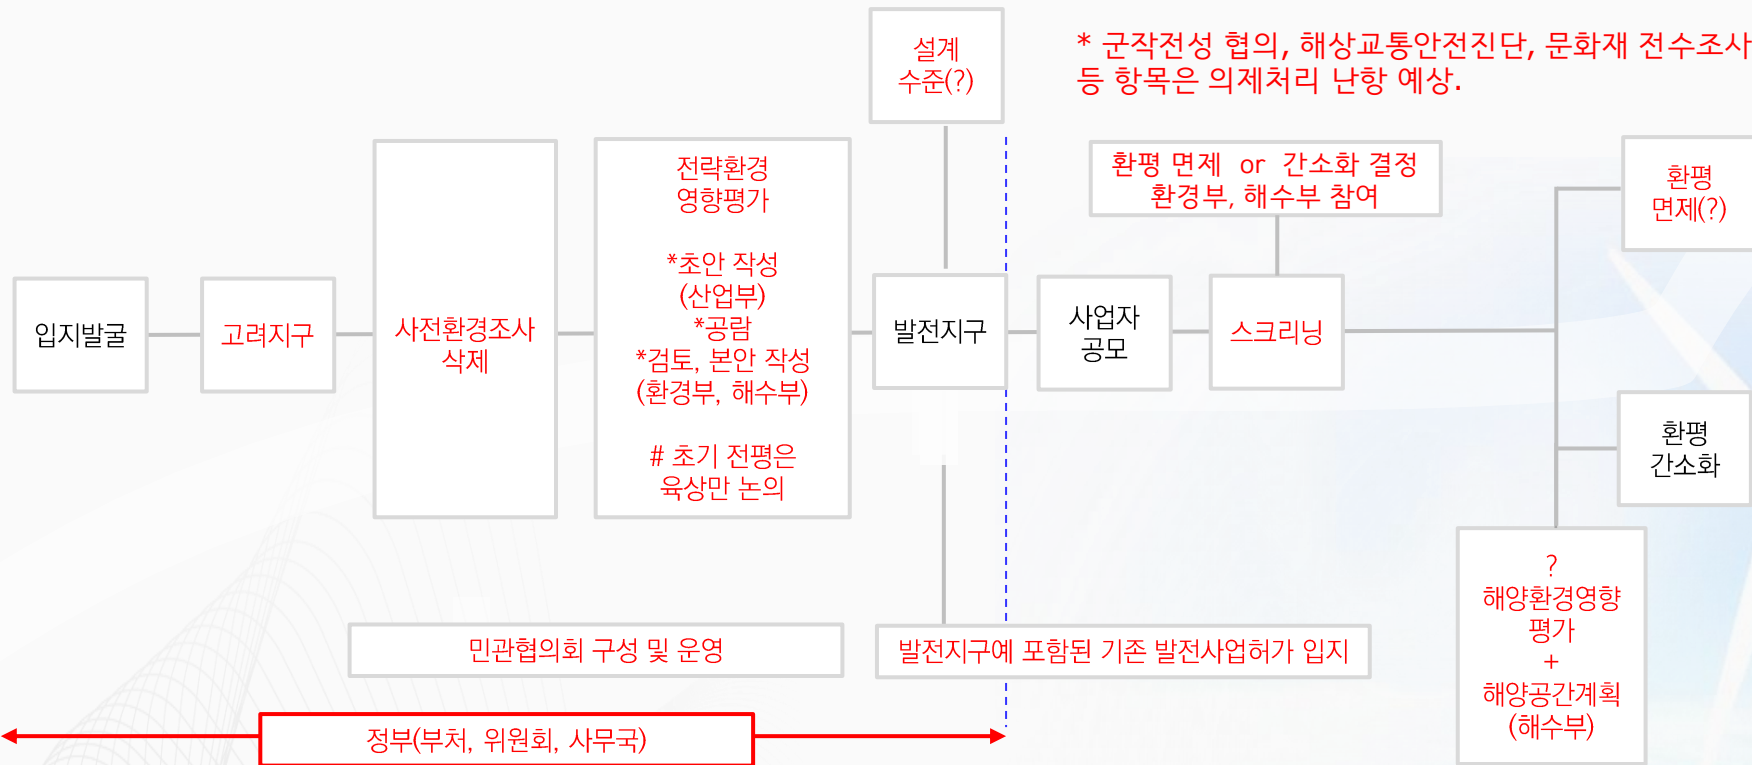 설계
수준(?)
* 군작전성 협의, 해상교통안전진단, 문화재 전수조사
등 항목은 의제처리 난항 예상.
입지발굴
고려지구
사전환경조사
삭제
전략환경
영향평가
*초안 작성
(산업부)
*공람
*검토, 본안 작성
(환경부, 해수부)
# 초기 전평은
육상만 논의
발전지구
사업자
공모
환평 면제 or 간소화 결정
환경부, 해수부 참여
스크리닝
환평
면제(?)
환평
간소화
?
해양환경영향
평가
+
해양공간계획
(해수부)
민관협의회 구성 및 운영
발전지구예 포함된 기존 발전사업허가 입지
정부(부처, 위원회, 사무국)